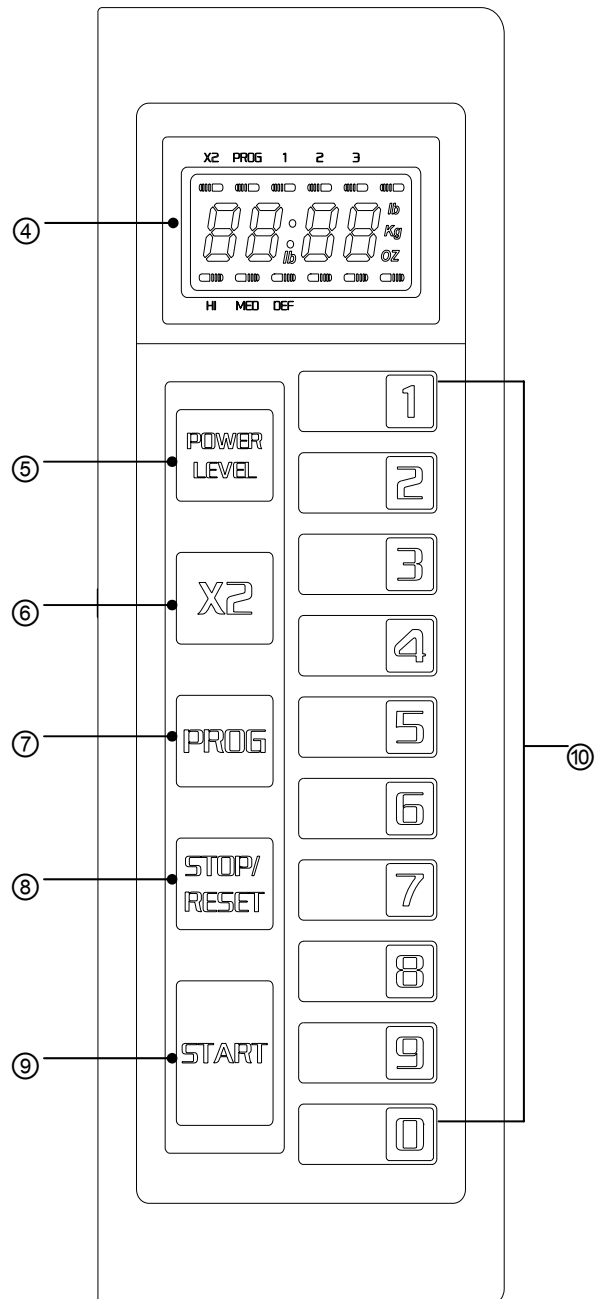 X2 PROG 1 2 3
88:88
lb
Kg
lb
OZ
HI MED DEF
④
1
POWER
LEVEL
⑤
2
3
X2
⑥
4
5
PROG
⑦
⑩
6
STOP/
RESET
⑧
7
8
START
⑨
9
0